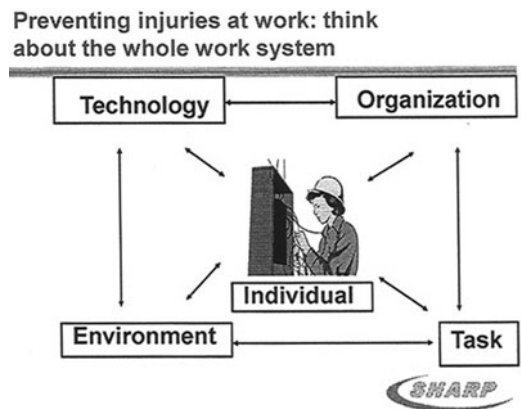 Preventing injuries at work: think
about the whole work system
Technology
Organization
Individual
Environment
Task
SHARP